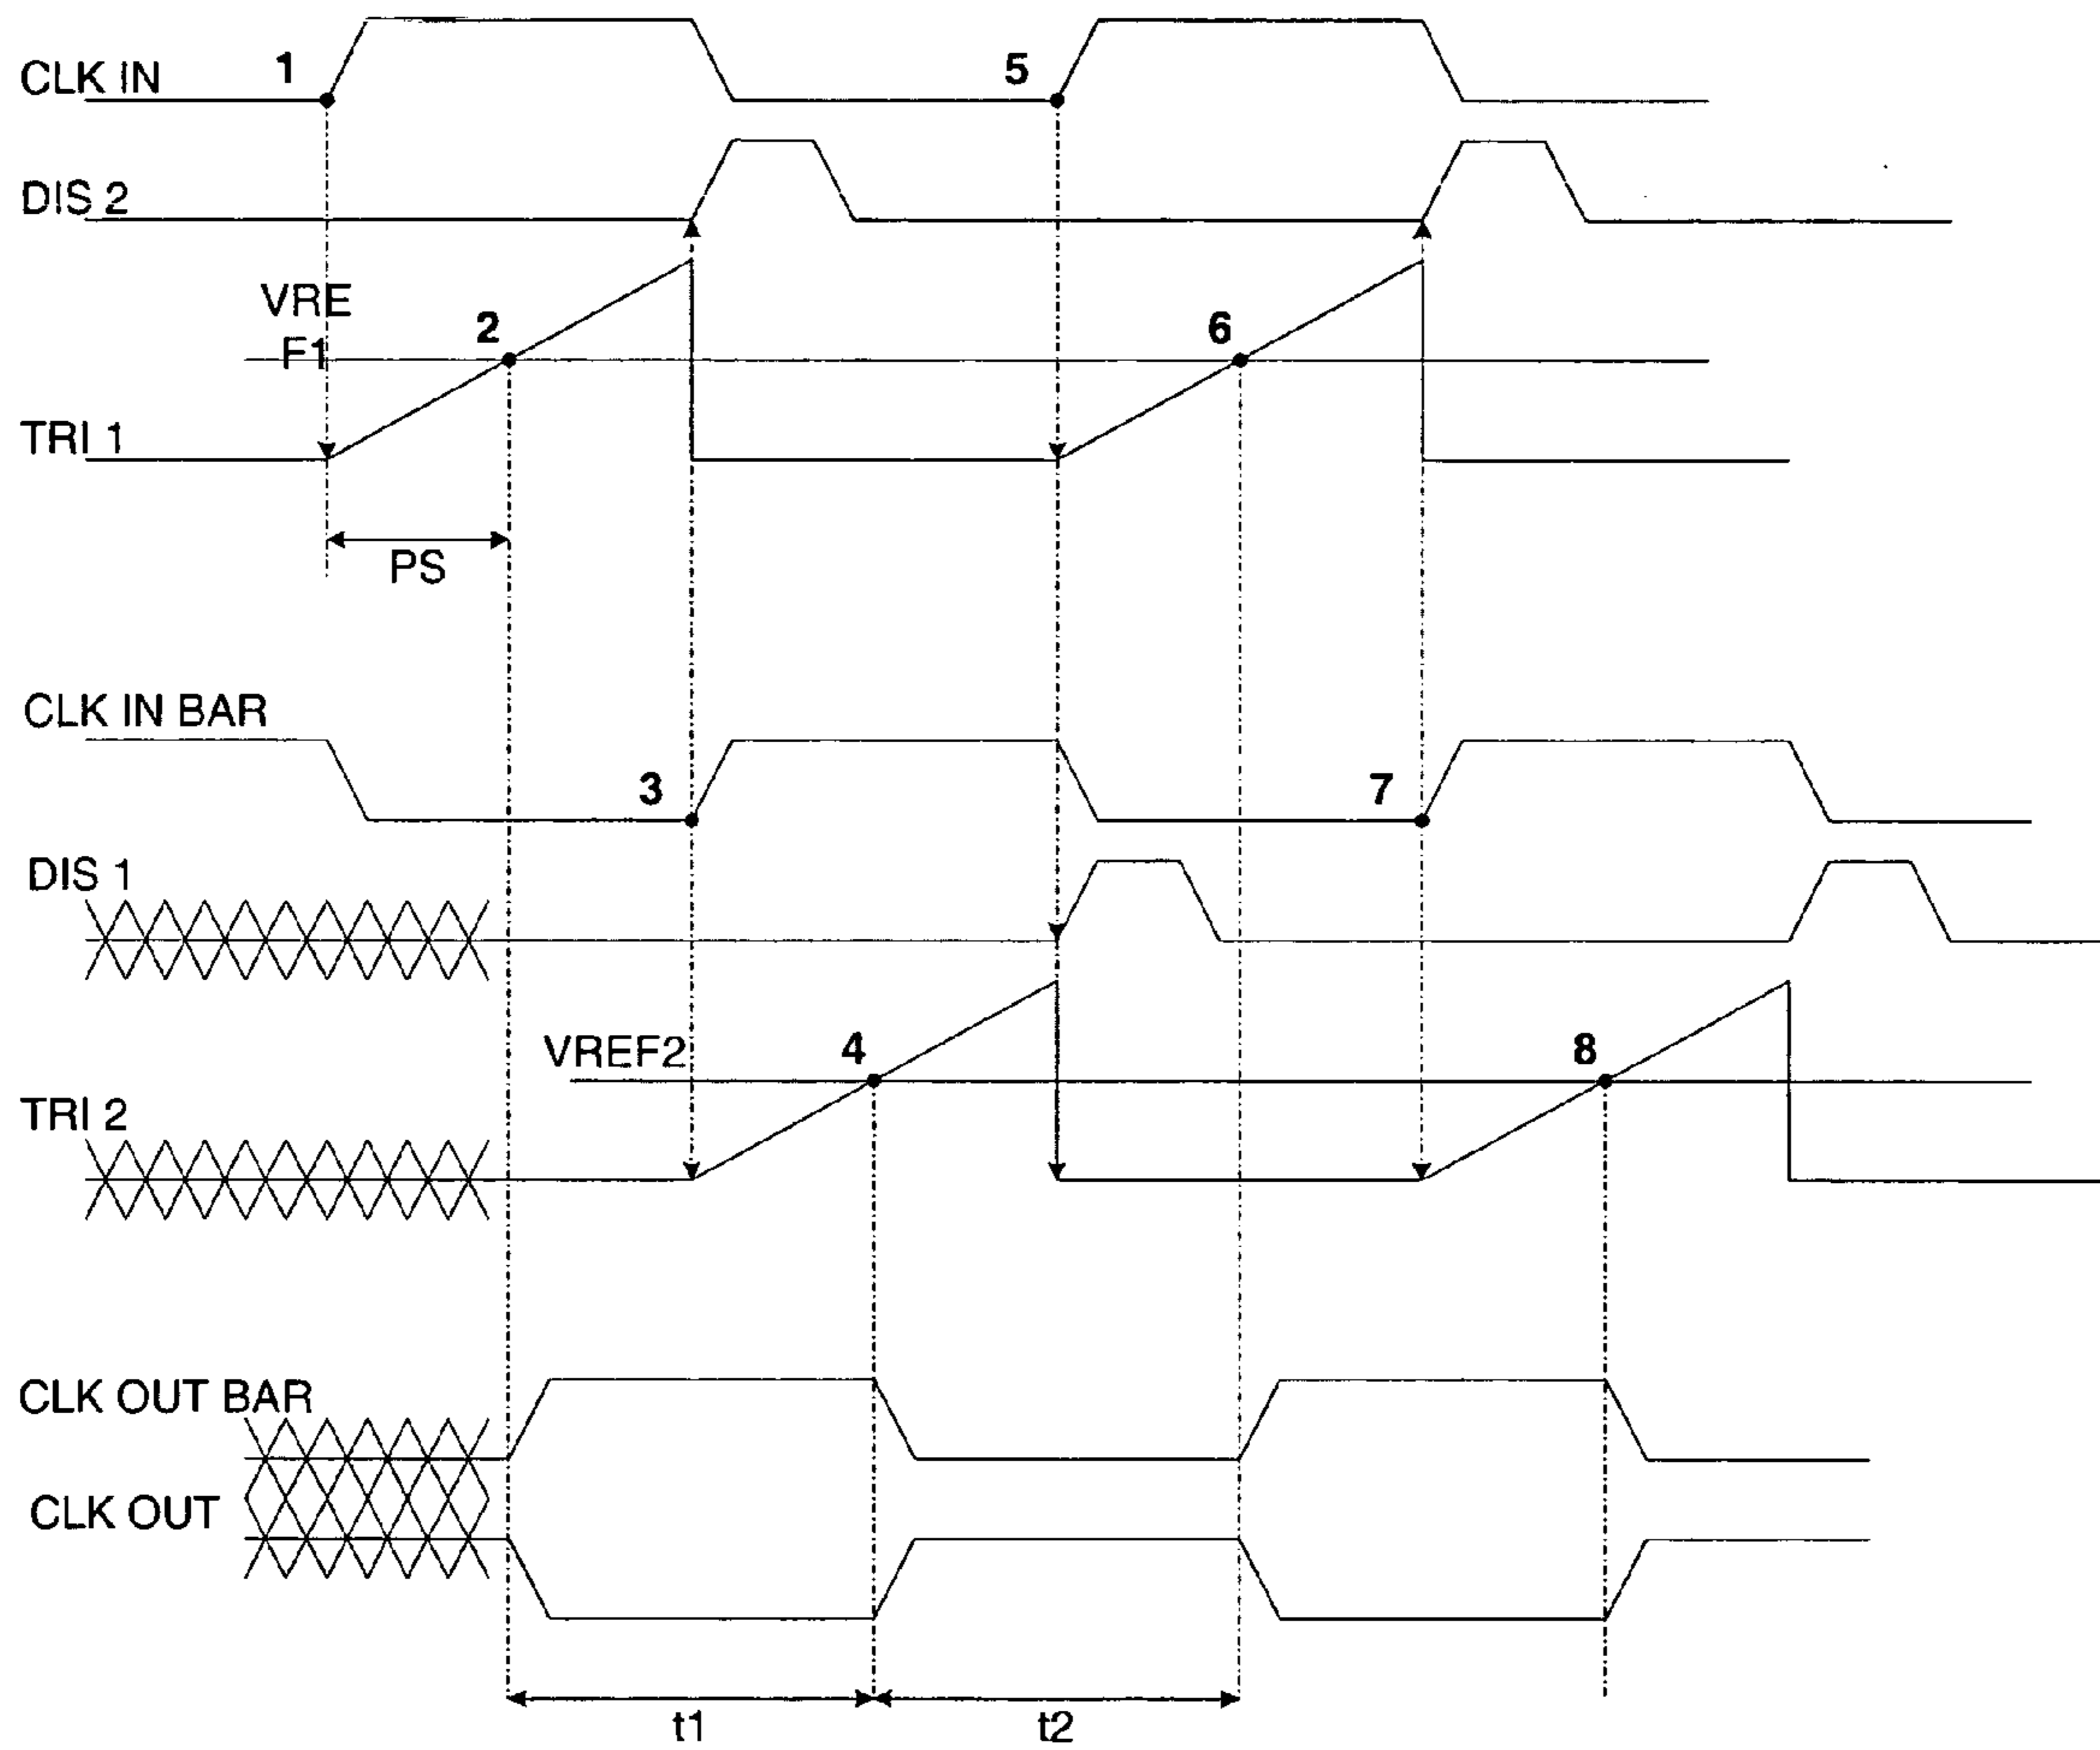 1
5
CLK IN
DIS 2
VRE
F1
2
6
TRI 1
PS
CLK IN BAR
3
7
DIS 1
VREF2
4
8
TRI 2
CLK OUT BAR
CLK OUT
t1
t2